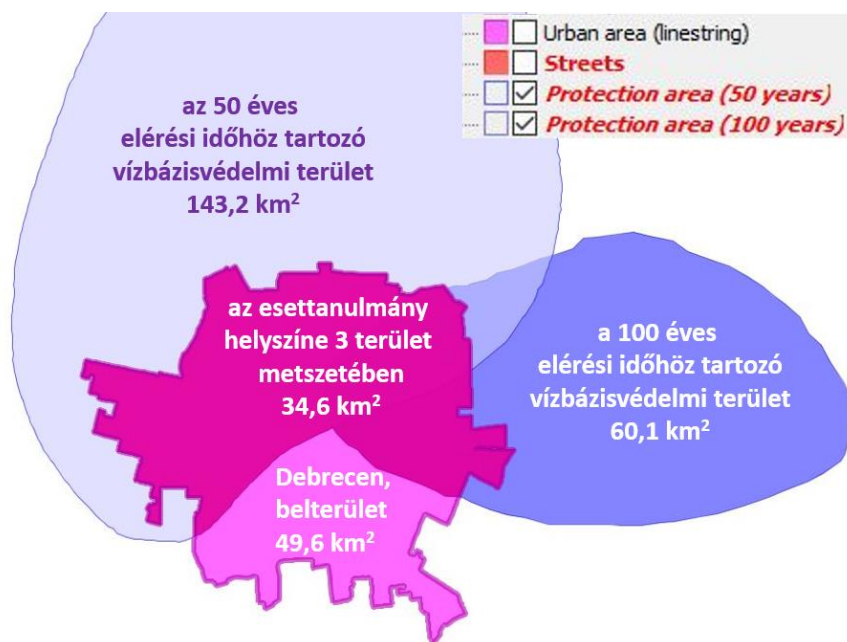 Urban area (linestring)
Streets
Protection area (50 years)
Protection area (100 years)
az 50 éves
elérési időhöz tartozó
vízbázisvédelmi terület
143,2 km²
az esettanulmány
helyszíne 3 terület
metszetében
34,6 km²
a 100 éves
elérési időhöz tartozó
vízbázisvédelmi terület
60,1 km²
Debrecen,
belterület
49,6 km²